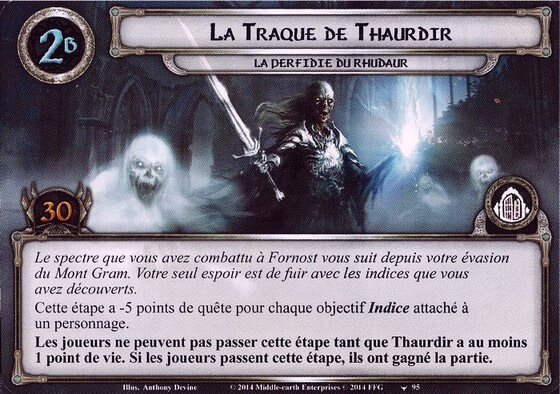 2B
LA TRAQUE DE THAURDIR
LA PERFIDIE DU RHUDAUR
30
Le spectre que vous avez combattu à Fornost vous suit depuis votre évasion
du Mont Gram. Votre seul espoir est de fuir avec les indices que vous
avez découverts.
Cette étape a -5 points de quête pour chaque objectif Indice attaché à
un personnage.
Les joueurs ne peuvent pas passer cette étape tant que Thaurdir a au moins
1 point de vie. Si les joueurs passent cette étape, ils ont gagné la partie.
Illus. Anthony Devine © 2014 Middle-earth Enterprises © 2014 FFG 95